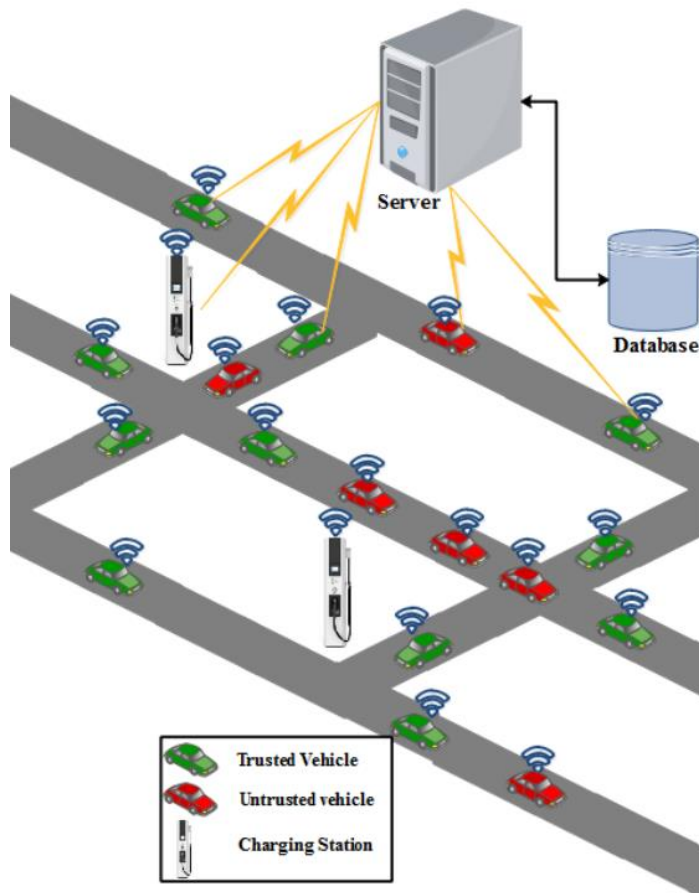 Server
Database
Trusted Vehicle
Untrusted vehicle
Charging Station